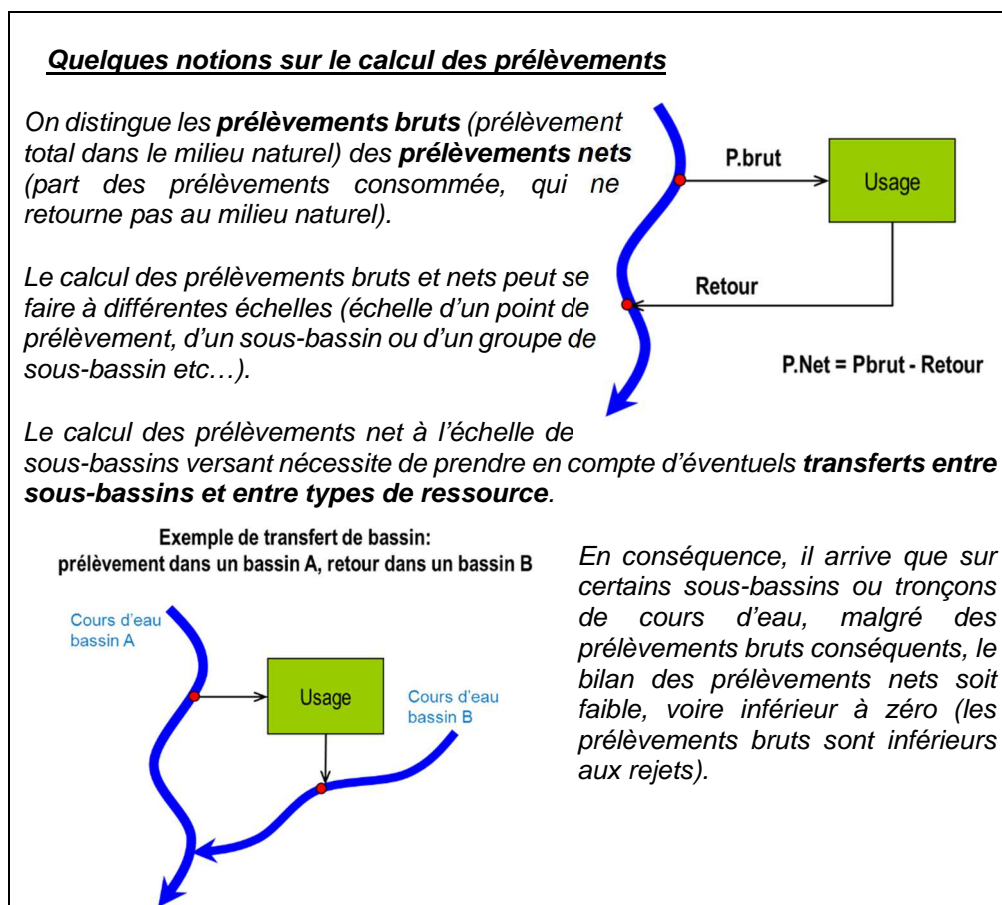 Quelques notions sur le calcul des prélèvements
On distingue les prélèvements bruts (prélèvement
total dans le milieu naturel) des prélèvements nets
(part des prélèvements consommée, qui ne
retourne pas au milieu naturel).
P.brut
Usage
Retour
P.Net = Pbrut - Retour
Le calcul des prélèvements bruts et nets peut se
faire à différentes échelles (échelle d'un point de
prélèvement, d'un sous-bassin ou d'un groupe de
sous-bassin etc…).
Le calcul des prélèvements net à l'échelle de
sous-bassins versant nécessite de prendre en compte d'éventuels transferts entre
sous-bassins et entre types de ressource.
Exemple de transfert de bassin:
prélèvement dans un bassin A, retour dans un bassin B
Cours d'eau
bassin A
Usage
Cours d'eau
bassin B
En conséquence, il arrive que sur
certains sous-bassins ou tronçons
de cours d'eau, malgré des
prélèvements bruts conséquents, le
bilan des prélèvements nets soit
faible, voire inférieur à zéro (les
prélèvements bruts sont inférieurs
aux rejets).